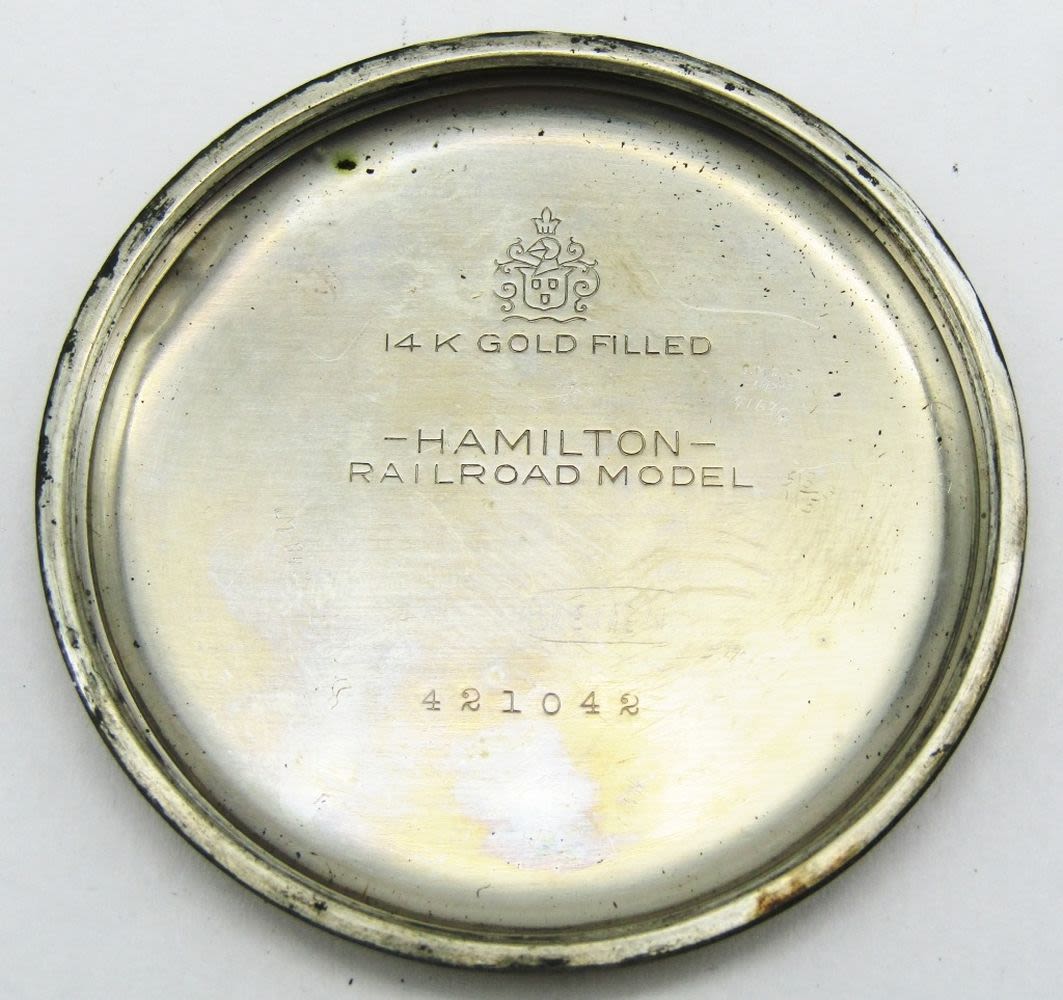 14 K GOLD FILLED
-HAMILTON-
RAILROAD MODEL
421042